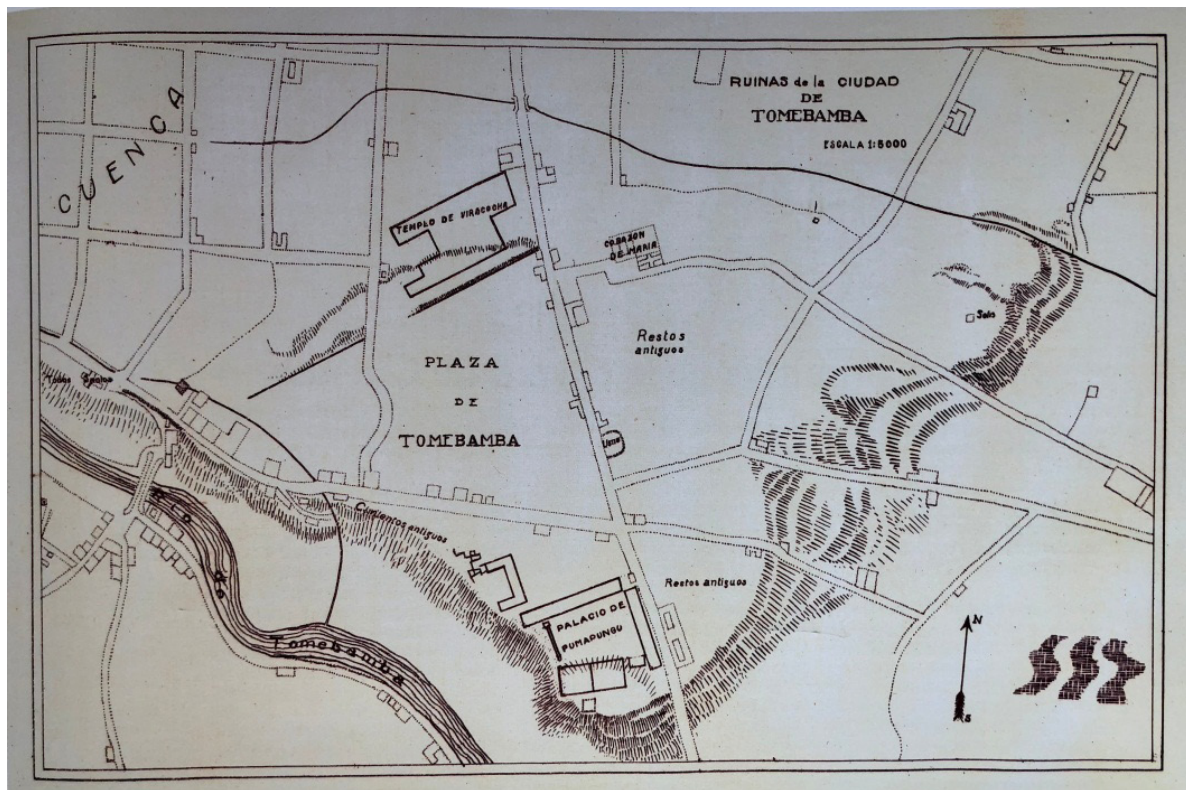 RUINAS de la CIUDAD
DE
TOMEBAMBA
ESCALA 1:5000
CUENCA
TEMPLO DE VIRACOCHA
CORAZON
DE MARIA
Restos
antiguos
PLAZA
DE
TOMEBAMBA
Cimientos antiguos
Restos antiguos
PALACIO DE
PUMAPUNGU
RIO
Tomebamba
N
S